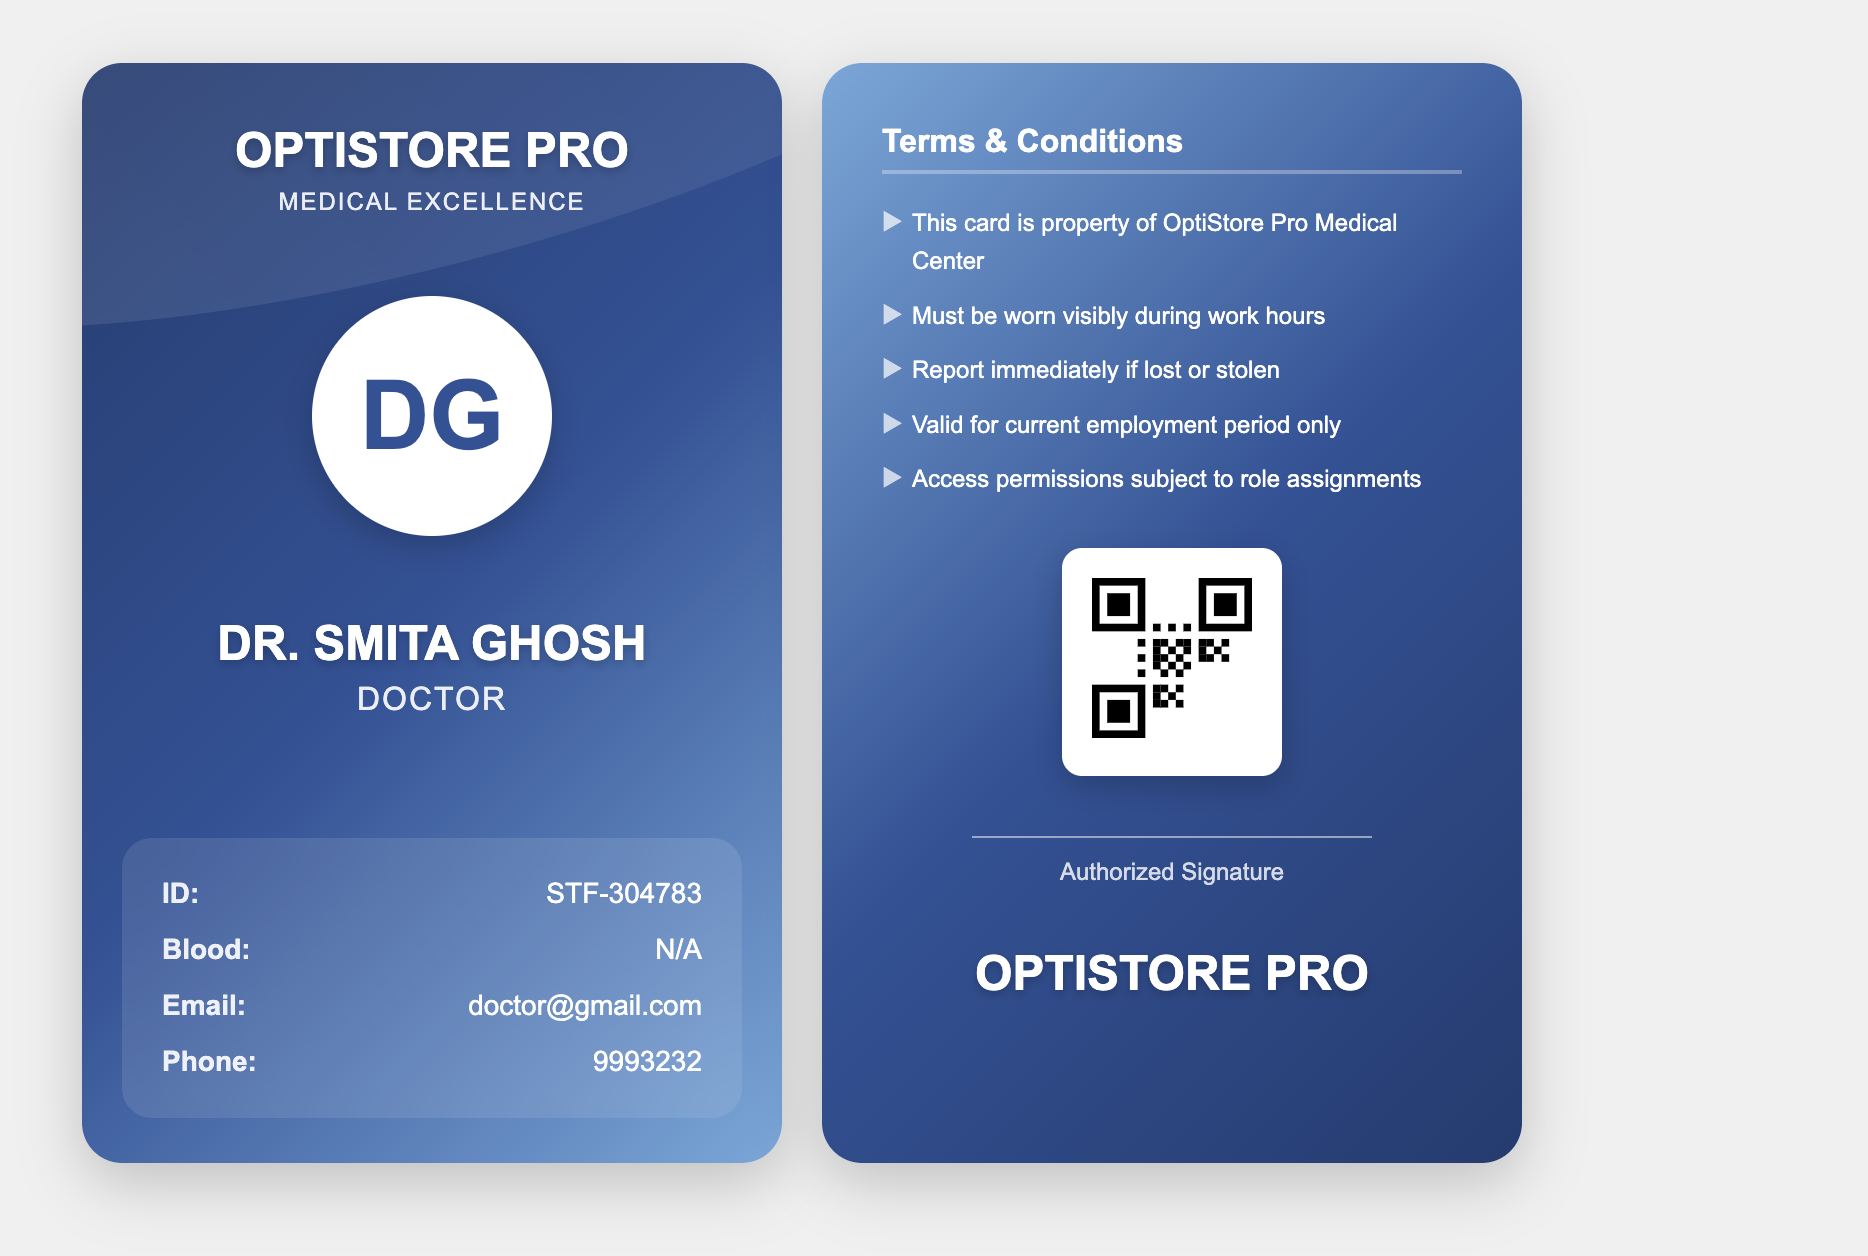 OPTISTORE PRO
MEDICAL EXCELLENCE
DG
DR. SMITA GHOSH
DOCTOR
ID: STF-304783
Blood: N/A
Email: doctor@gmail.com
Phone: 9993232
Terms & Conditions
▶ This card is property of OptiStore Pro Medical
Center
▶ Must be worn visibly during work hours
▶ Report immediately if lost or stolen
▶ Valid for current employment period only
▶ Access permissions subject to role assignments
Authorized Signature
OPTISTORE PRO